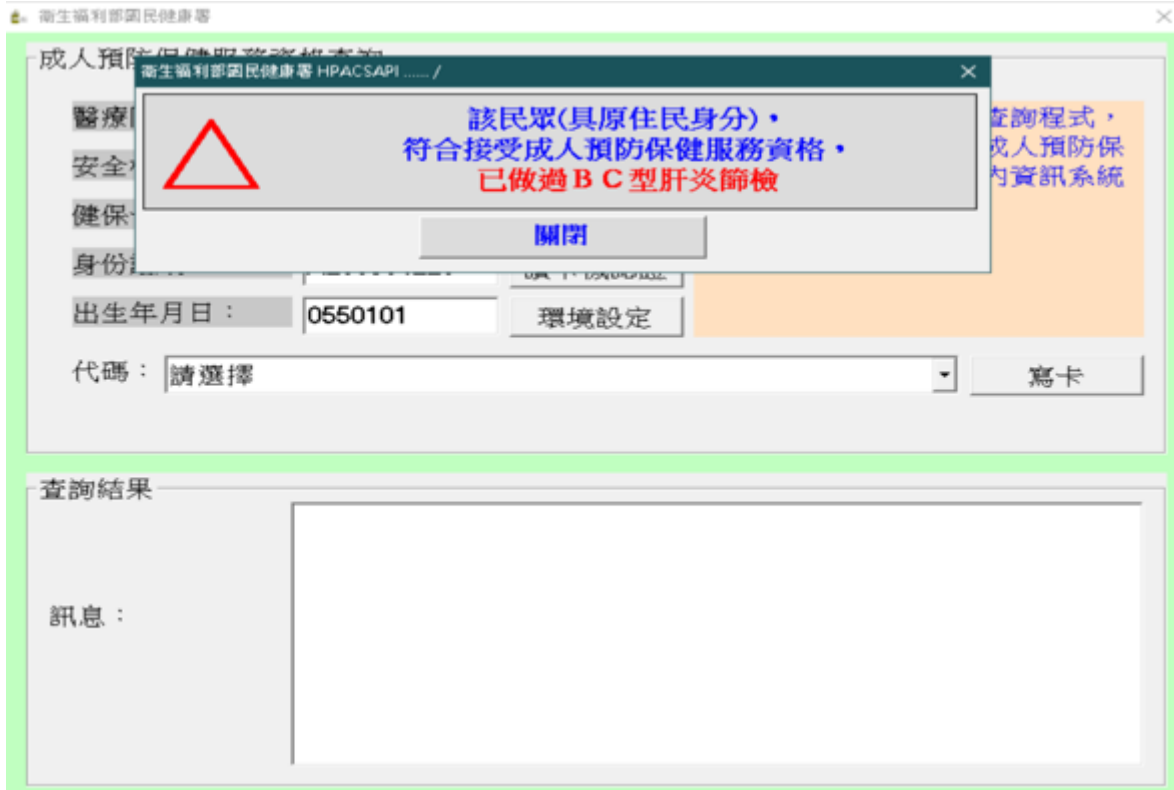 衛生福利部國民健康署
成人預防保健服務資格查詢
衛生福利部國民健康署 HPACSAPI ...... /
該民眾(具原住民身分)，
符合接受成人預防保健服務資格，
已做過ＢＣ型肝炎篩檢
關閉
醫療
查詢程式，
安全
成人預防保
內資訊系統
健保
身份
出生年月日：
0550101
環境設定
代碼：
請選擇
寫卡
查詢結果
訊息：